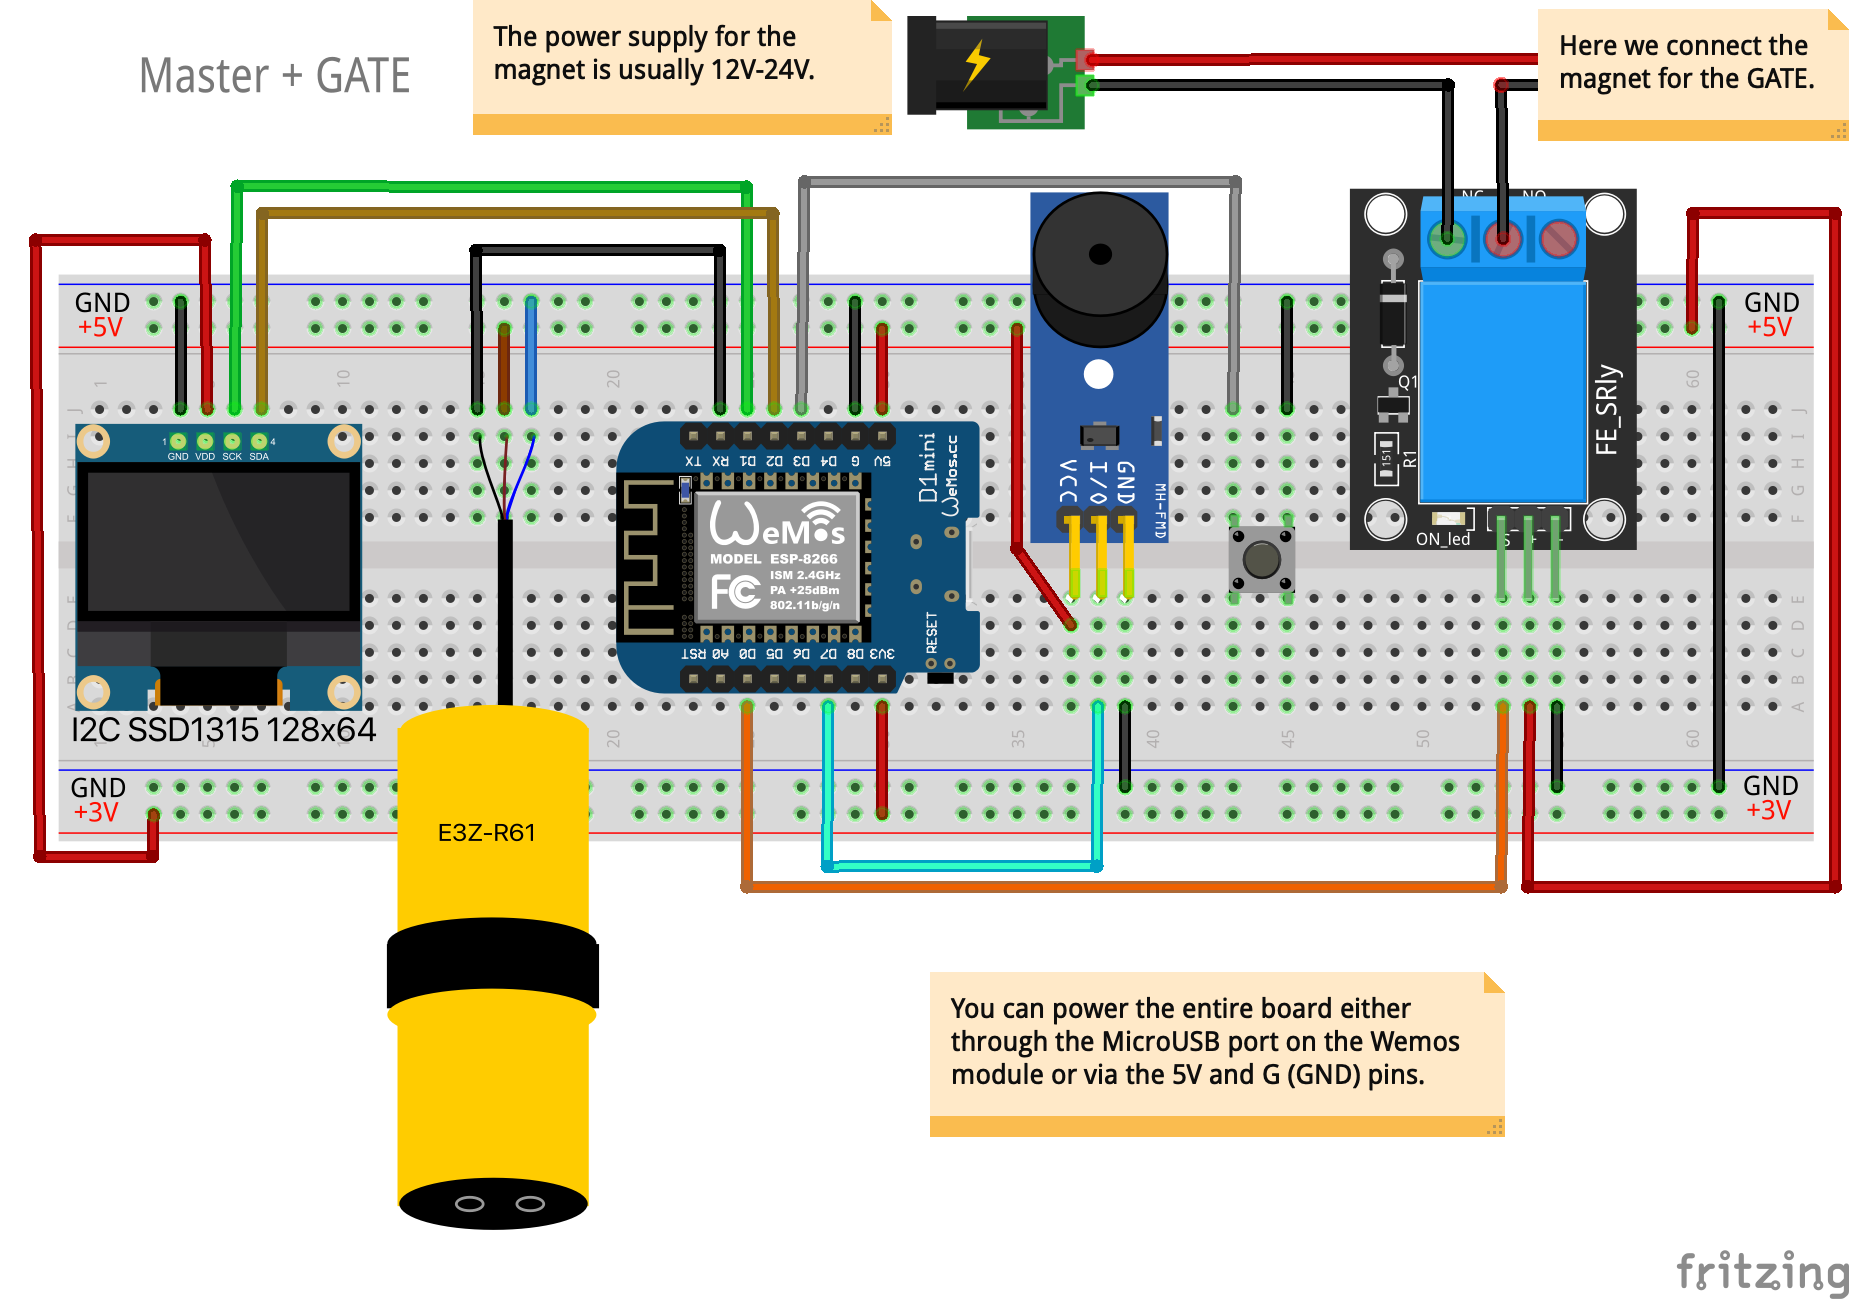 Master + GATE
The power supply for the
magnet is usually 12V-24V.
Here we connect the
magnet for the GATE.
NC NO
GND
+5V
GND
+5V
1 10 20 60
J
J
I
H
G
F
1 GND VDD SCK SDA 4
TX RX D1 D2 D3 D4 G 5V
D1 mini
WeMos.cc
WeMos
MODEL ESP-8266
FC
ISM 2.4GHz
PA +25dBm
802.11b/g/n
RESET
RST A0 D0 D5 D6 D7 D8 3V3
VCC I/O GND
MH-FMD
Q1
151
R1
FE_SRly
ON_led
S + -
E
D
C
B
A
I2C SSD1315 128x64
20 35 40 45 50 60
GND
+3V
GND
+3V
E3Z-R61
You can power the entire board either
through the MicroUSB port on the Wemos
module or via the 5V and G (GND) pins.
fritzing